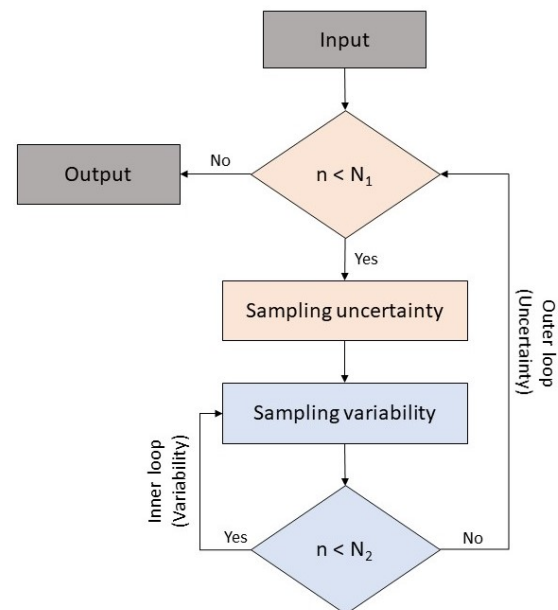 Input
No
Output
n < N₁
Yes
Sampling uncertainty
Outer loop
(Uncertainty)
Sampling variability
Inner loop
(Variability)
Yes
n < N₂
No